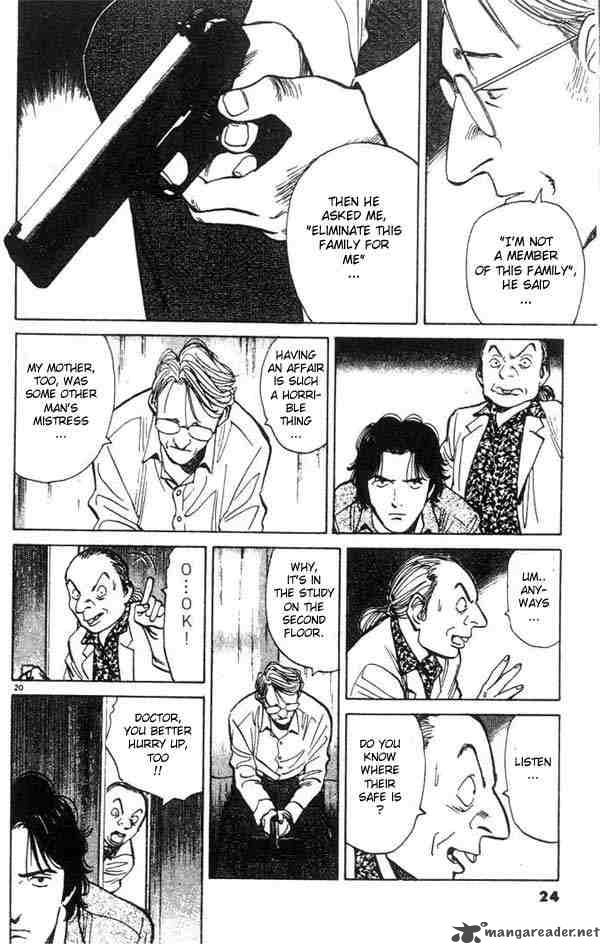 "I'M NOT
A MEMBER
OF THIS FAMILY",
HE SAID
...
THEN HE
ASKED ME,
"ELIMINATE THIS
FAMILY FOR
ME"
...
HAVING
AN AFFAIR
IS SUCH
A HORRI-
BLE
THING
...
MY MOTHER,
TOO, WAS
SOME OTHER
MAN'S
MISTRESS
...
UM..
ANY-
WAYS
...
LISTEN
...
DO YOU
KNOW
WHERE
THEIR
SAFE IS
?
WHY,
IT'S IN
THE STUDY
ON THE
SECOND
FLOOR.
O...OK!
20
DOCTOR,
YOU BETTER
HURRY UP,
TOO
!!
24
mangareader.net